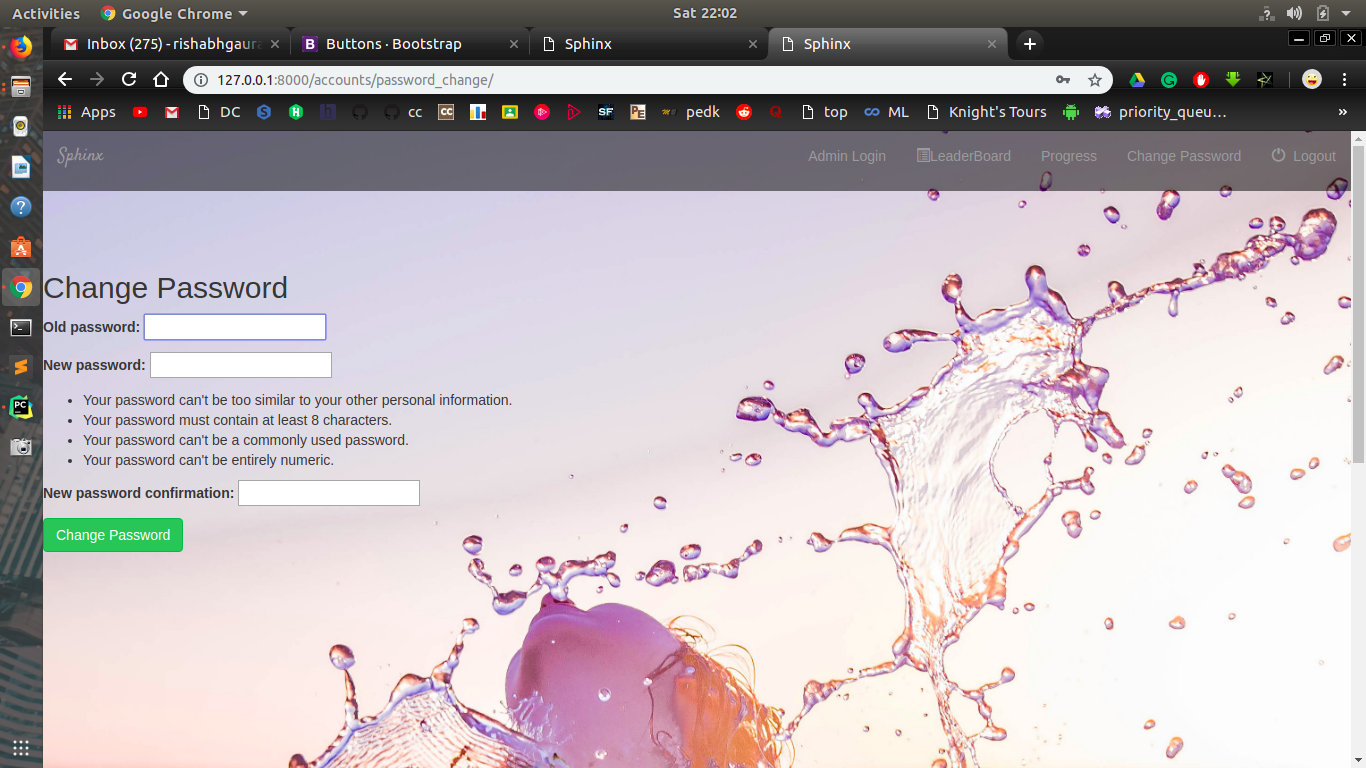 Activities Google Chrome Sat 22:02
Inbox (275) - rishabhgaura Buttons · Bootstrap Sphinx Sphinx
127.0.0.1:8000/accounts/password_change/
Apps DC cc CC SF PE pedk top ML Knight's Tours priority_queu…
Sphinx Admin Login LeaderBoard Progress Change Password Logout
Change Password
Old password:
New password:
• Your password can't be too similar to your other personal information.
• Your password must contain at least 8 characters.
• Your password can't be a commonly used password.
• Your password can't be entirely numeric.
New password confirmation:
Change Password